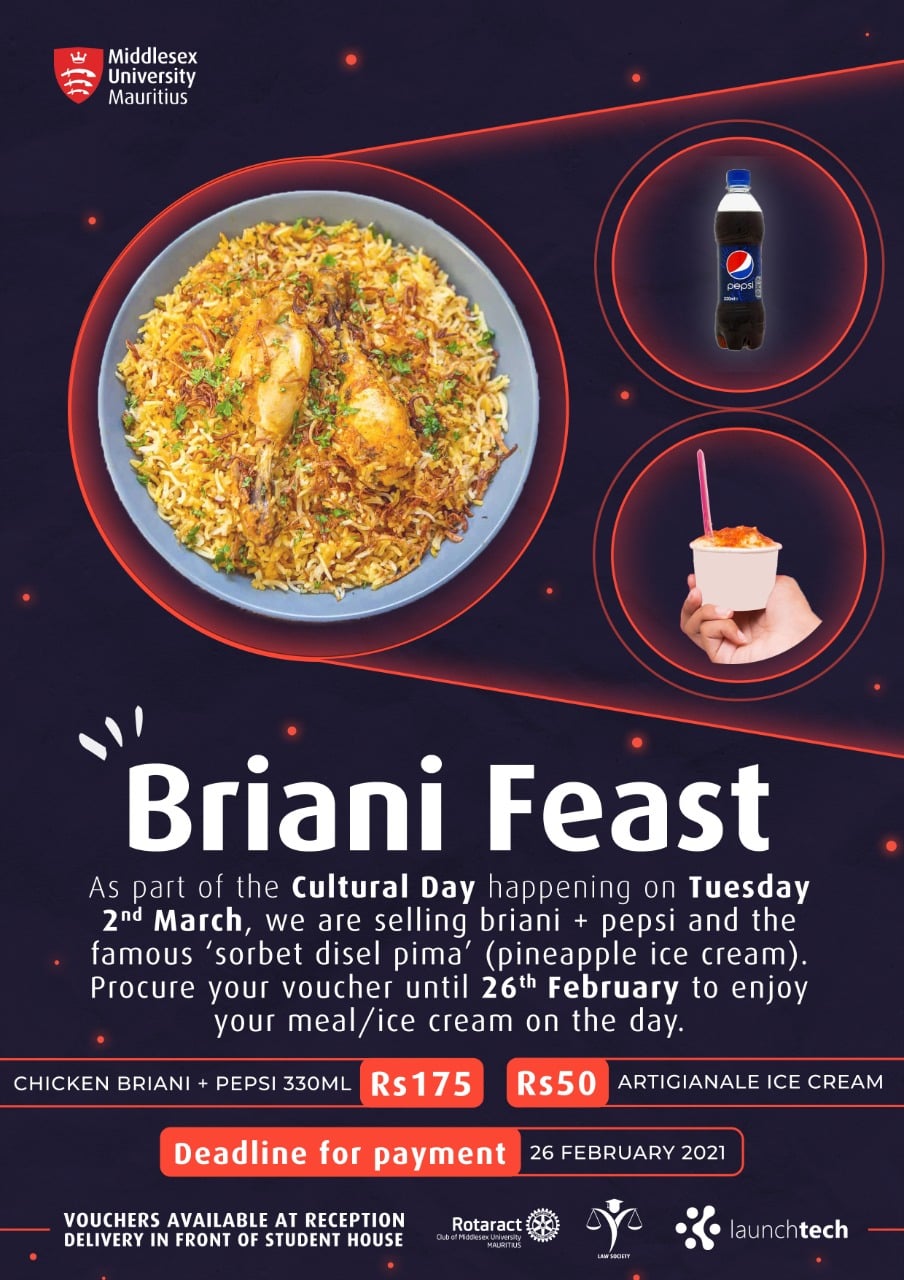 Middlesex
University
Mauritius
pepsi
330ml
Briani Feast
As part of the Cultural Day happening on Tuesday
2nd March, we are selling briani + pepsi and the
famous ‘sorbet disel pima’ (pineapple ice cream).
Procure your voucher until 26th February to enjoy
your meal/ice cream on the day.
CHICKEN BRIANI + PEPSI 330ML Rs175
Rs50 ARTIGIANALE ICE CREAM
Deadline for payment 26 FEBRUARY 2021
VOUCHERS AVAILABLE AT RECEPTION
DELIVERY IN FRONT OF STUDENT HOUSE
Rotaract
Club of Middlesex University
MAURITIUS
LAW SOCIETY
launchtech